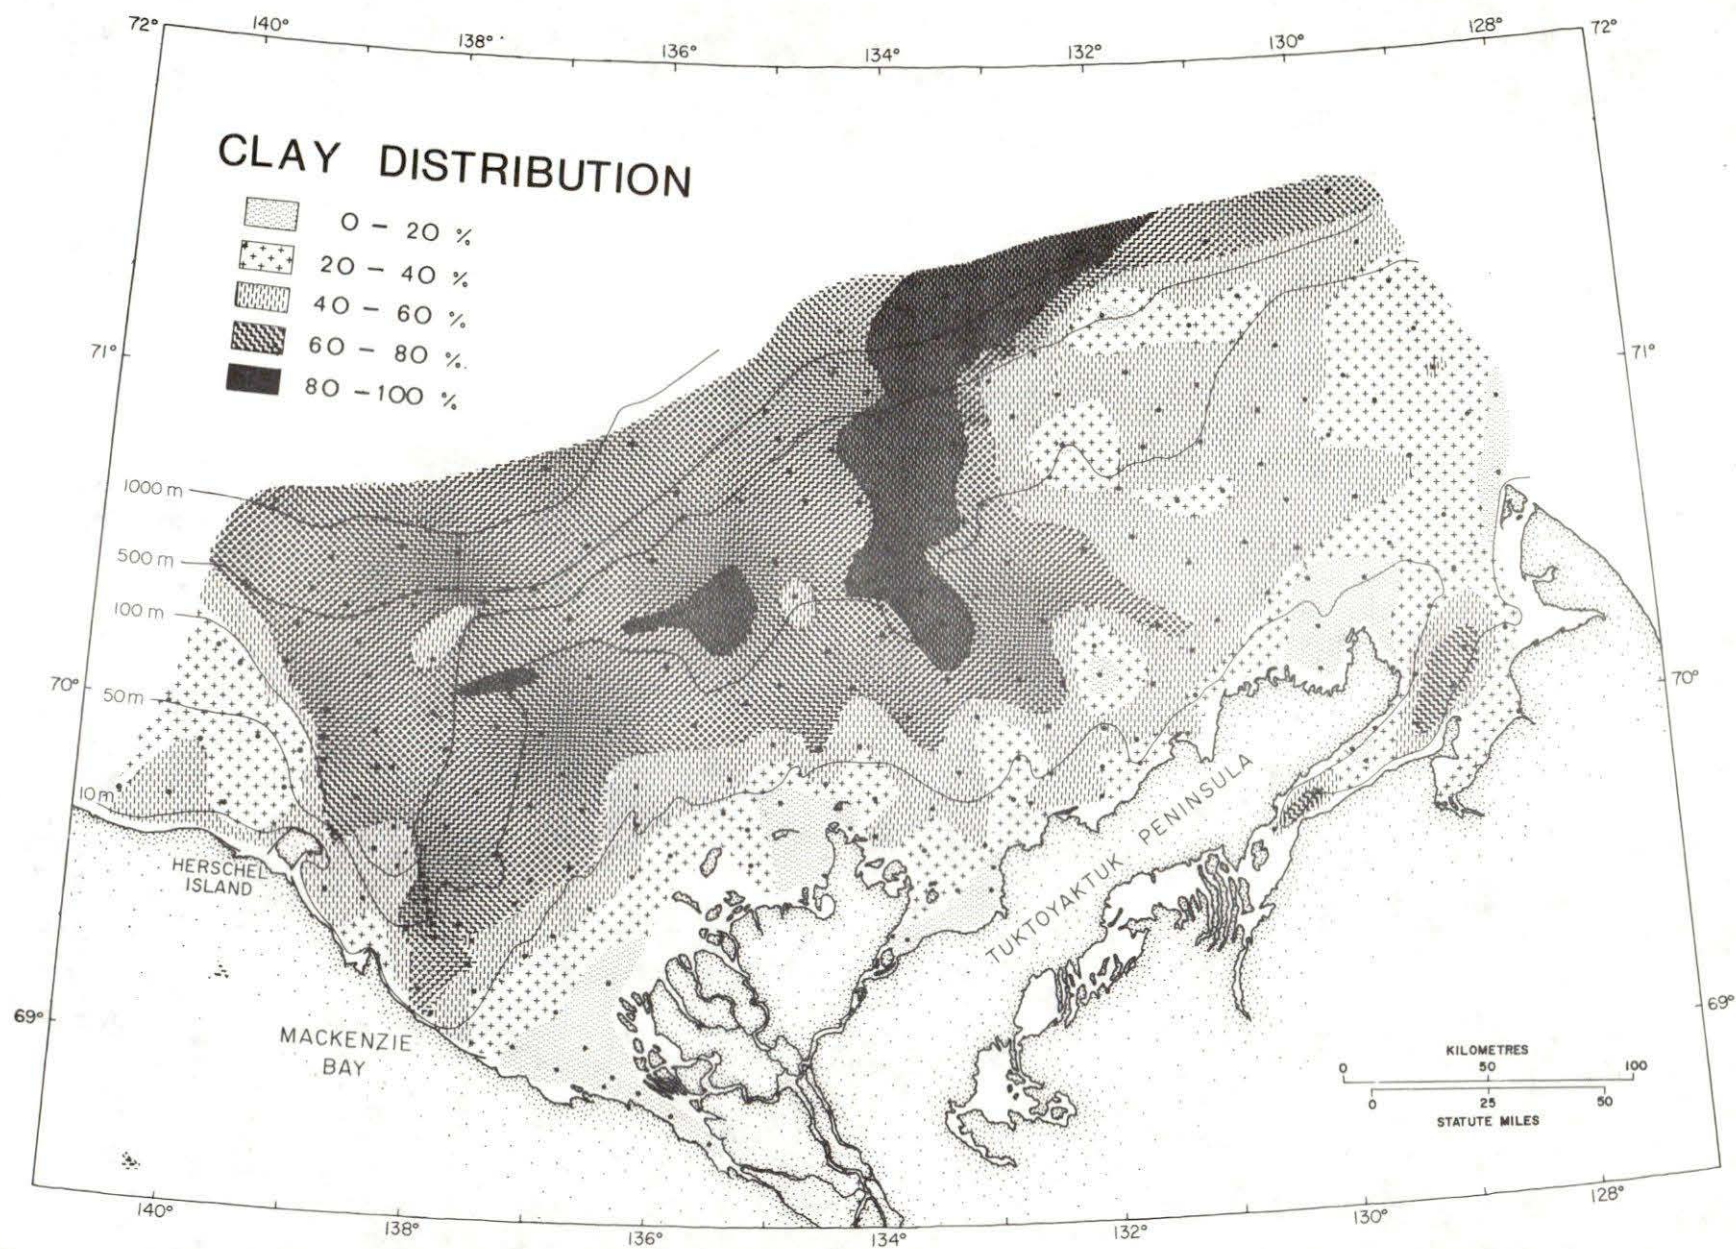 72° 140° 138° 136° 134° 132° 130° 128° 72°
CLAY DISTRIBUTION
0 – 20 %
20 – 40 %
40 – 60 %
60 – 80 %.
80 – 100 %
71° 71°
1000 m
500 m
100 m
70° 70°
50 m
10 m
HERSCHEL
ISLAND
TUKTOYAKTUK PENINSULA
69° 69°
MACKENZIE
BAY
KILOMETRES
0 50 100
0 25 50
STATUTE MILES
140° 138° 136° 134° 132° 130° 128°